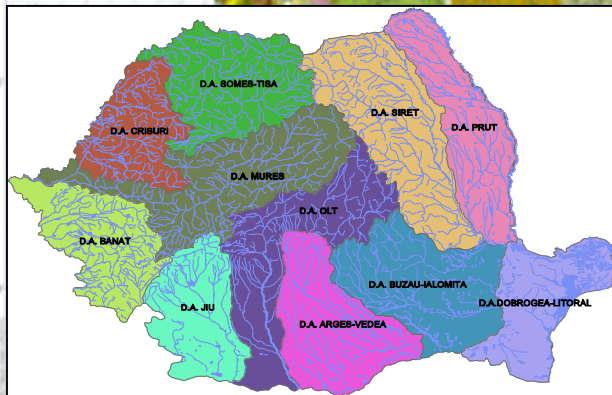 D.A. SOMES-TISA
D.A. SIRET
D.A. CRISURI
D.A. PRUT
D.A. MURES
D.A. OLT
D.A. BANAT
D.A. BUZAU-IALOMITA
D.A. JIU
D.A.DOBROGEA-LITORAL
D.A. ARGES-VEDEA